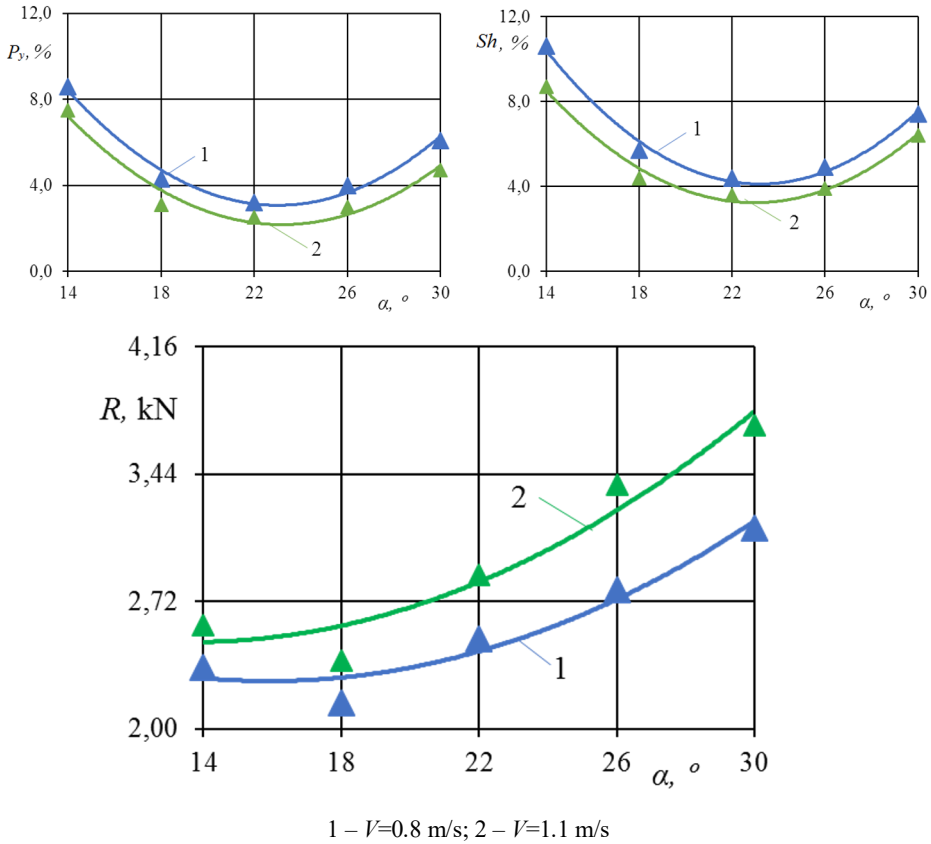 12,0
P_y, %
8,0
4,0
0,0
1
2
14 18 22 26 30
α, °
12,0
Sh, %
8,0
4,0
0,0
1
2
14 18 22 26 30
α, °
4,16
R, kN
3,44
2,72
2,00
2
1
14 18 22 26 30
α, °
1 – V=0.8 m/s; 2 – V=1.1 m/s